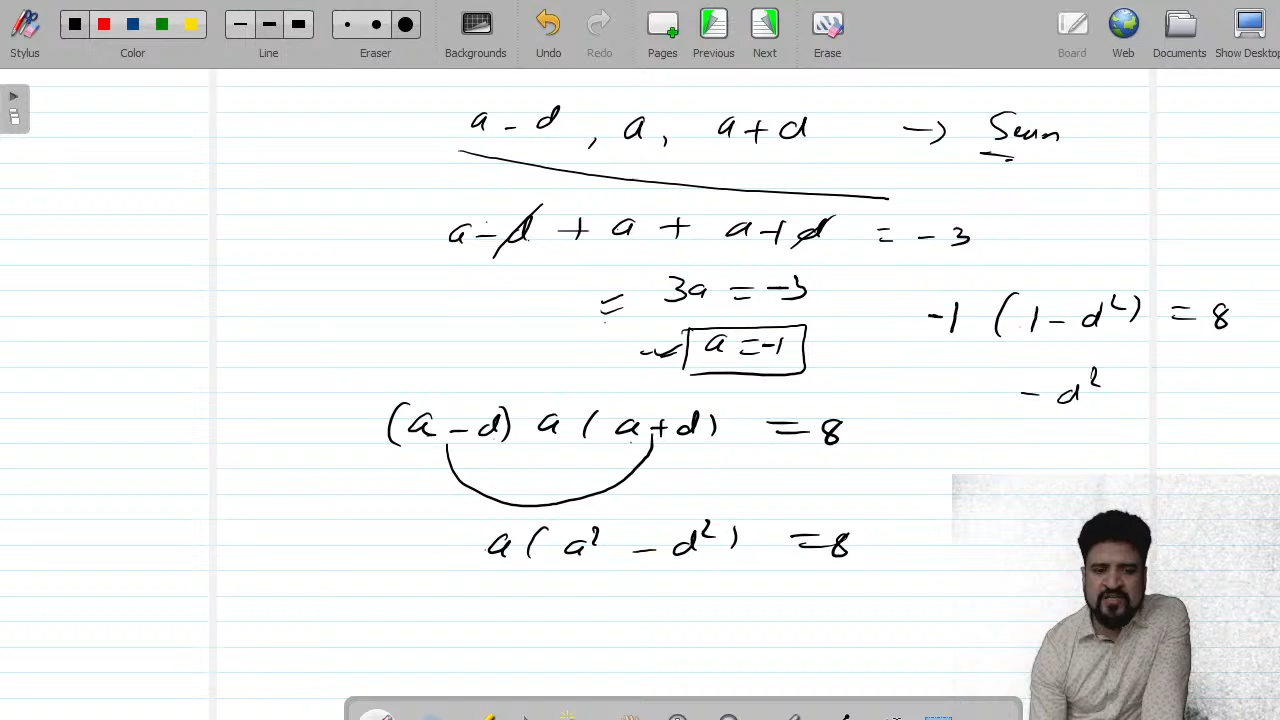 Stylus Color Line Eraser Backgrounds Undo Redo Pages Previous Next Erase Board Web Documents Show Desktop
a - d , a, a + d → Sum
a - d + a + a + d = - 3
= 3a = -3
a = -1
-1 (1 - d²) = 8
- d²
(a - d) a (a + d) = 8
a (a² - d²) = 8